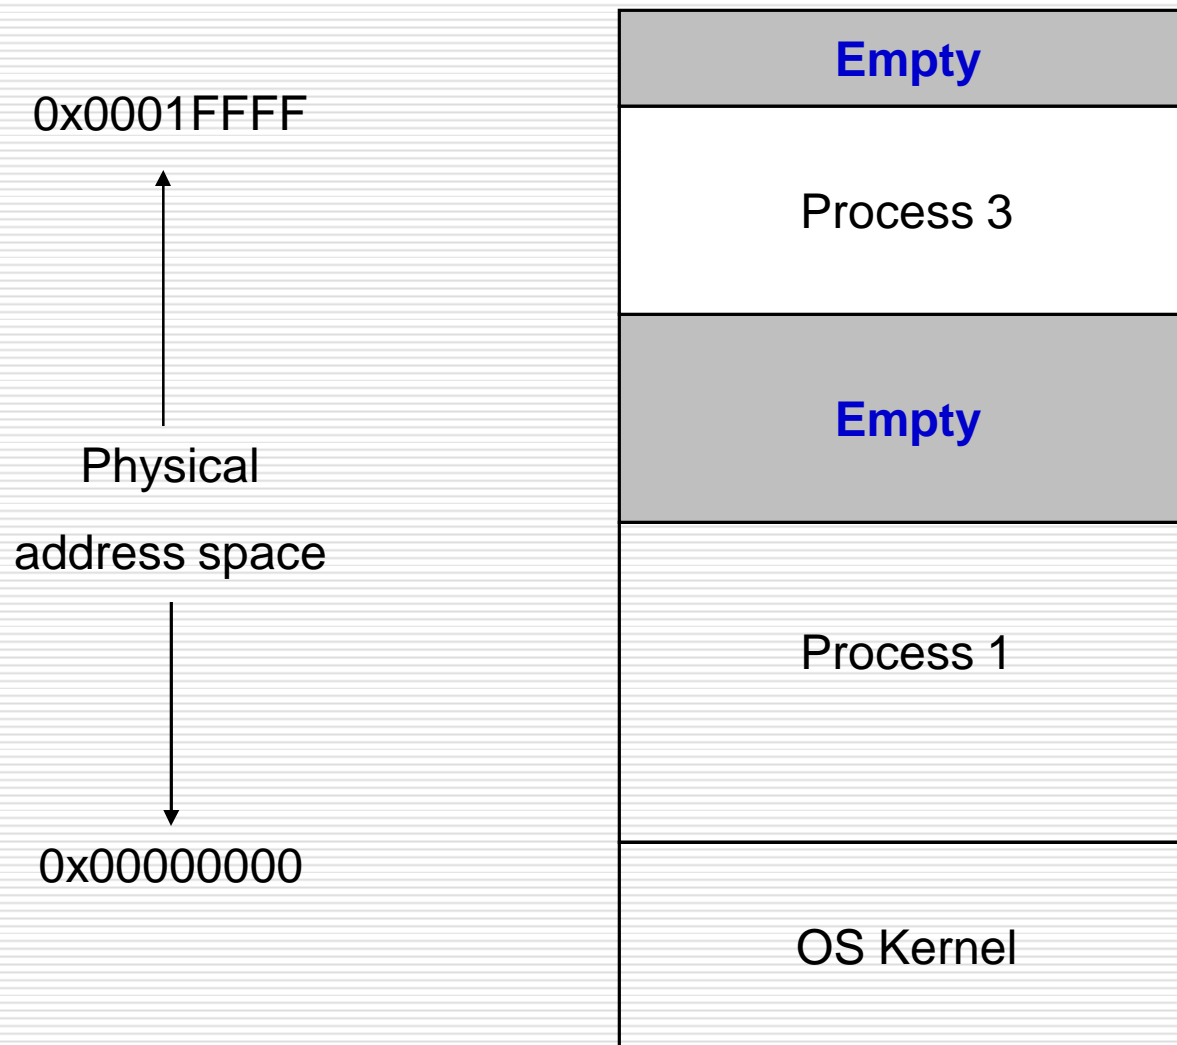 Empty
0x0001FFFF
Process 3
Empty
Physical
address space
Process 1
0x00000000
OS Kernel